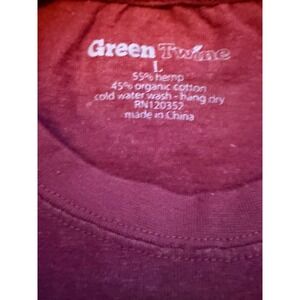 Green Twine
L
55% hemp
45% organic cotton
cold water wash - hang dry
RN120352
made in China